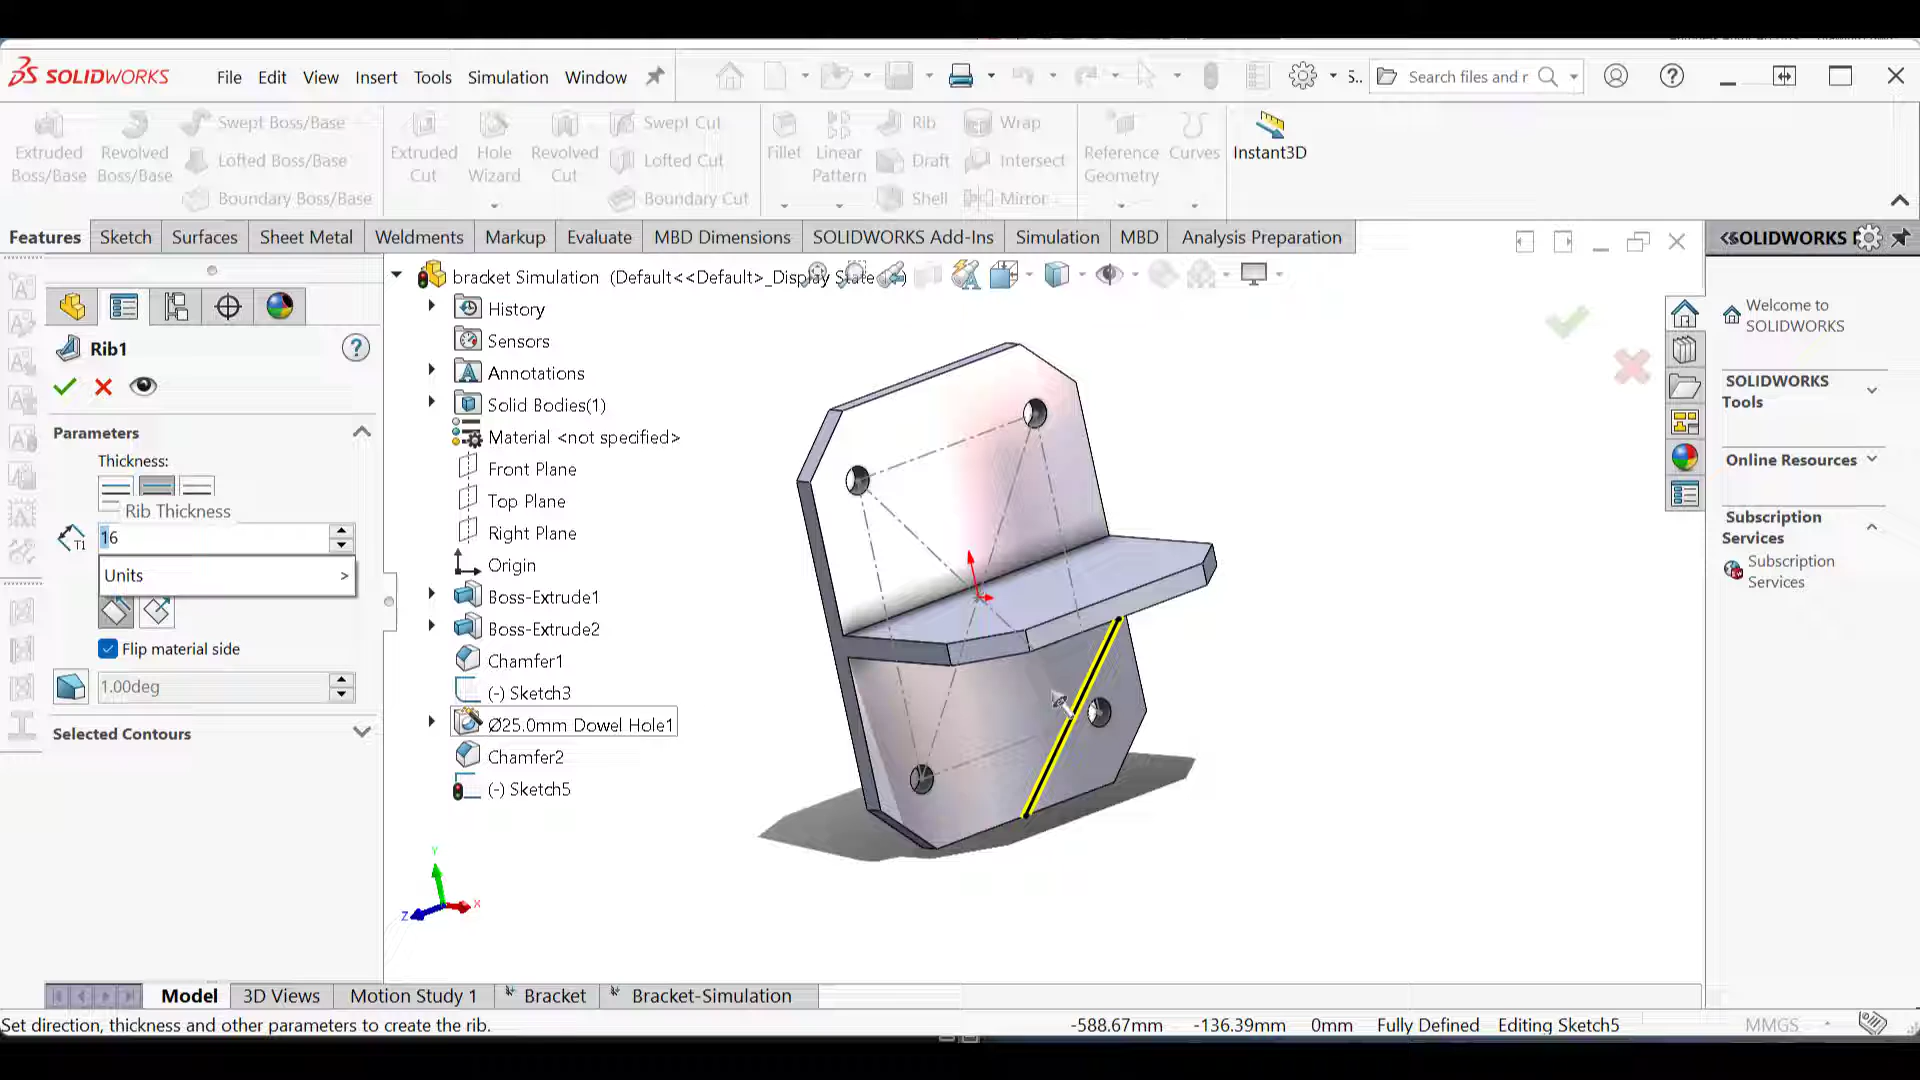 SOLIDWORKS File Edit View Insert Tools Simulation Window 5.. Search files and r
Extruded Boss/Base
Revolved Boss/Base
Swept Boss/Base
Lofted Boss/Base
Boundary Boss/Base
Extruded Cut
Hole Wizard
Revolved Cut
Swept Cut
Lofted Cut
Boundary Cut
Fillet
Linear Pattern
Rib
Draft
Shell
Wrap
Intersect
Mirror
Reference Geometry
Curves
Instant3D
Features Sketch Surfaces Sheet Metal Weldments Markup Evaluate MBD Dimensions SOLIDWORKS Add-Ins Simulation MBD Analysis Preparation
Rib1
Parameters
Thickness:
Rib Thickness
T1
16
Units >
Flip material side
1.00deg
Selected Contours
bracket Simulation (Default<<Default>_Display State
History
Sensors
Annotations
Solid Bodies(1)
Material <not specified>
Front Plane
Top Plane
Right Plane
Origin
Boss-Extrude1
Boss-Extrude2
Chamfer1
(-) Sketch3
Ø25.0mm Dowel Hole1
Chamfer2
(-) Sketch5
Y
Z
X
SOLIDWORKS
Welcome to
SOLIDWORKS
SOLIDWORKS
Tools
Online Resources
Subscription
Services
Subscription
Services
Model 3D Views Motion Study 1 Bracket Bracket-Simulation
Set direction, thickness and other parameters to create the rib.
-588.67mm -136.39mm 0mm Fully Defined Editing Sketch5 MMGS